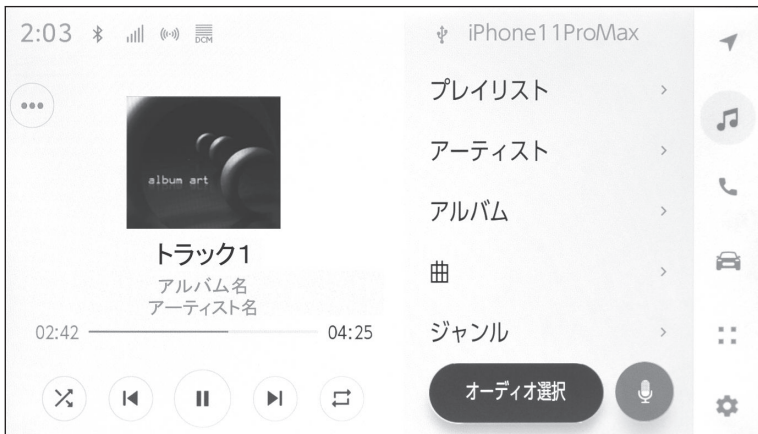 2:03
DCM
album art
トラック1
アルバム名
アーティスト名
02:42
04:25
iPhone11ProMax
プレイリスト
アーティスト
アルバム
曲
ジャンル
オーディオ選択